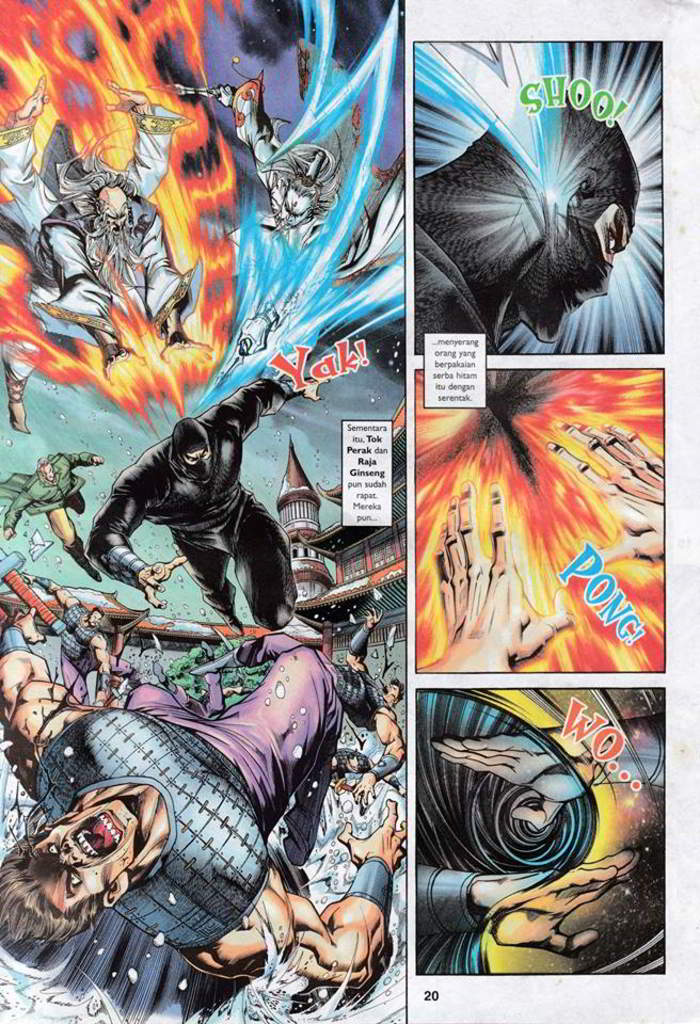 Yak!
Sementara
itu, Tok
Perak dan
Raja
Ginseng
pun sudah
rapat.
Mereka
pun...
SHOO!
...menyerang
orang yang
berpakaian
serba hitam
itu dengan
serentak.
PONG!
WO...
20